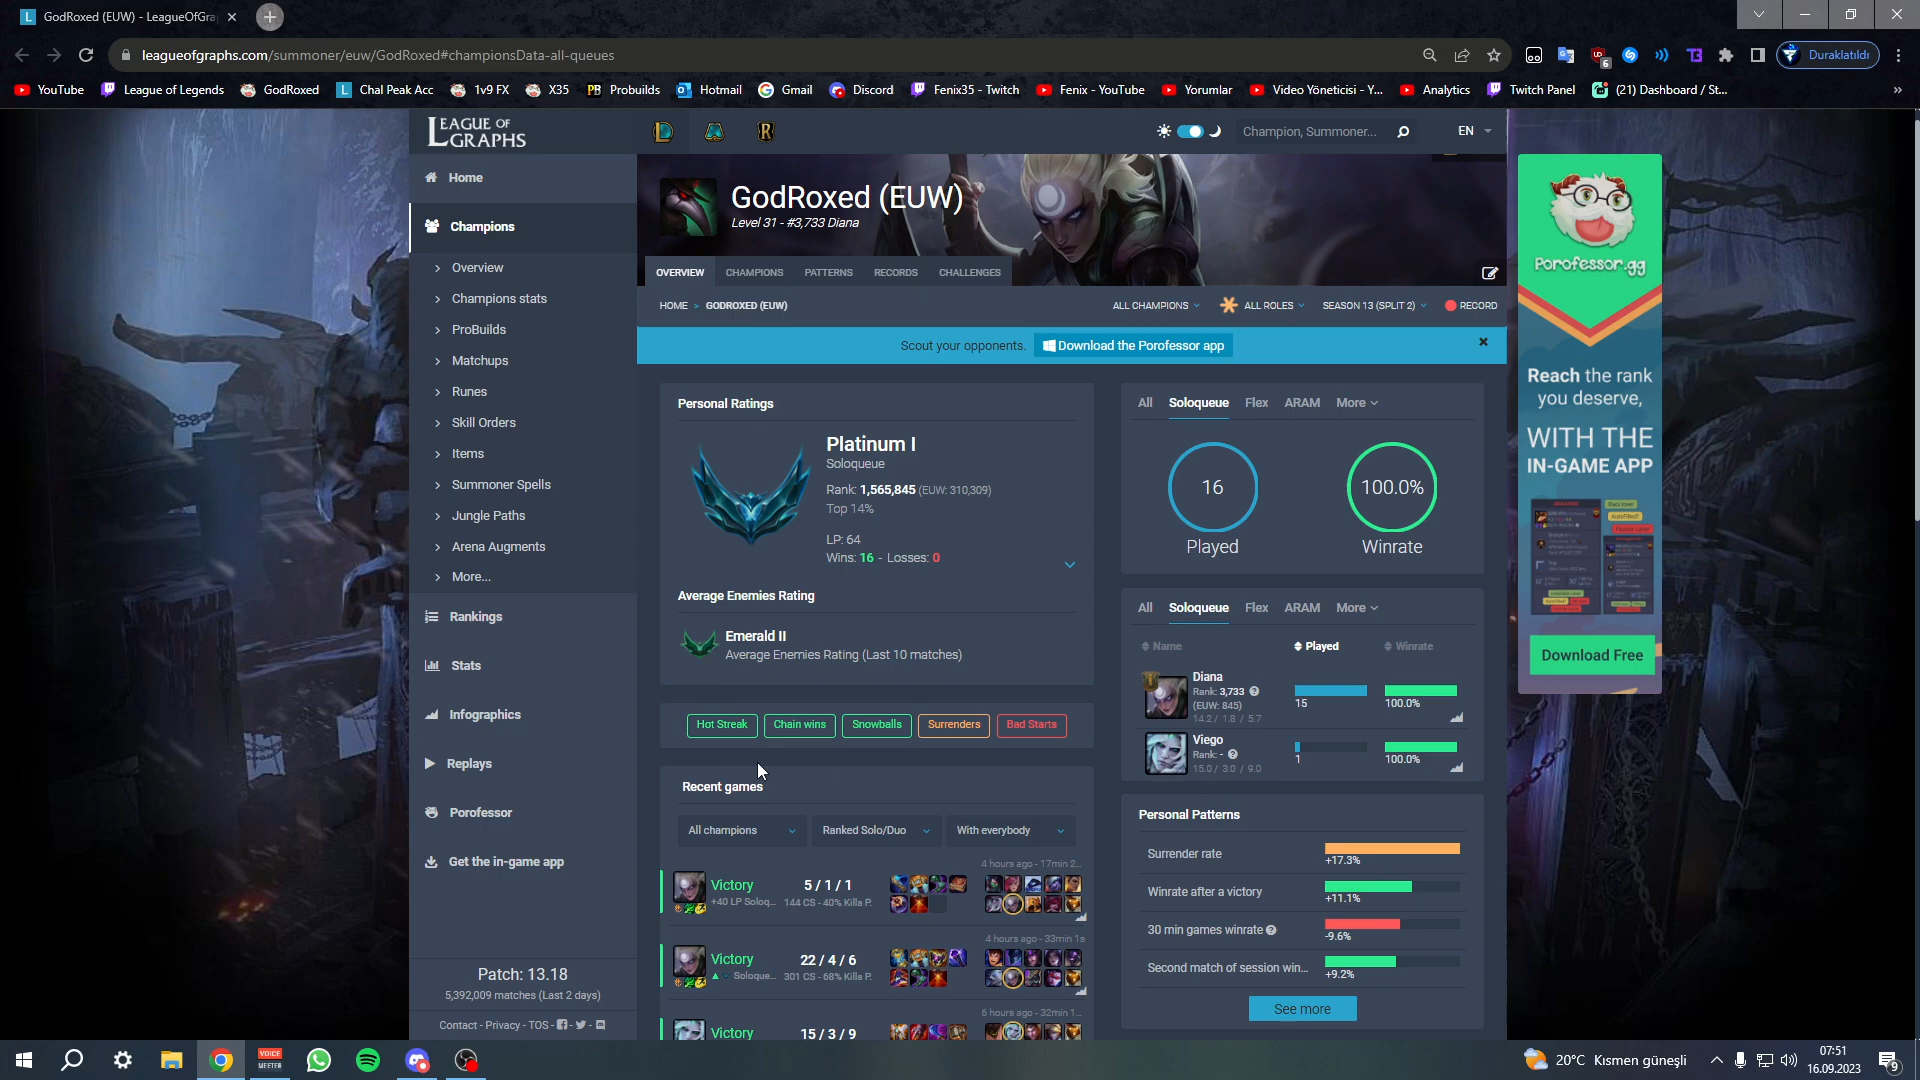 GodRoxed (EUW) - LeagueOfGra
leagueofgraphs.com/summoner/euw/GodRoxed#championsData-all-queues
6
Duraklatıldı
YouTube
League of Legends
GodRoxed
Chal Peak Acc
1v9 FX
X35
Probuilds
Hotmail
Gmail
Discord
Fenix35 - Twitch
Fenix - YouTube
Yorumlar
Video Yöneticisi - Y...
Analytics
Twitch Panel
(21) Dashboard / St...
LEAGUE OF GRAPHS
Champion, Summoner...
EN
Home
Champions
Overview
Champions stats
ProBuilds
Matchups
Runes
Skill Orders
Items
Summoner Spells
Jungle Paths
Arena Augments
More...
Rankings
Stats
Infographics
Replays
Porofessor
Get the in-game app
Patch: 13.18
5,392,009 matches (Last 2 days)
Contact - Privacy - TOS -
GodRoxed (EUW)
Level 31 - #3,733 Diana
OVERVIEW
CHAMPIONS
PATTERNS
RECORDS
CHALLENGES
HOME > GODROXED (EUW)
ALL CHAMPIONS
ALL ROLES
SEASON 13 (SPLIT 2)
RECORD
Scout your opponents.
Download the Porofessor app
Personal Ratings
Platinum I
Soloqueue
Rank: 1,565,845 (EUW: 310,309)
Top 14%
LP: 64
Wins: 16 - Losses: 0
Average Enemies Rating
Emerald II
Average Enemies Rating (Last 10 matches)
Hot Streak
Chain wins
Snowballs
Surrenders
Bad Starts
Recent games
All champions
Ranked Solo/Duo
With everybody
4 hours ago - 17min 2...
Victory
5 / 1 / 1
+40 LP Soloq...
144 CS - 40% Kills P.
4 hours ago - 33min 1s
Victory
22 / 4 / 6
Soloque...
301 CS - 68% Kills P.
6 hours ago - 32min 1...
Victory
15 / 3 / 9
All
Soloqueue
Flex
ARAM
More
16
100.0%
Played
Winrate
All
Soloqueue
Flex
ARAM
More
Name
Played
Winrate
Diana
Rank: 3,733
(EUW: 845)
14.2 / 1.8 / 5.7
15
100.0%
Viego
Rank: -
15.0 / 3.0 / 9.0
1
100.0%
Personal Patterns
Surrender rate
+17.3%
Winrate after a victory
+11.1%
30 min games winrate
-9.6%
Second match of session win...
+9.2%
See more
POROFESSOR.GG
Reach the rank
you deserve,
WITH THE
IN-GAME APP
Download Free
VOICE
MEETER
20°C Kısmen güneşli
07:51
16.09.2023
9